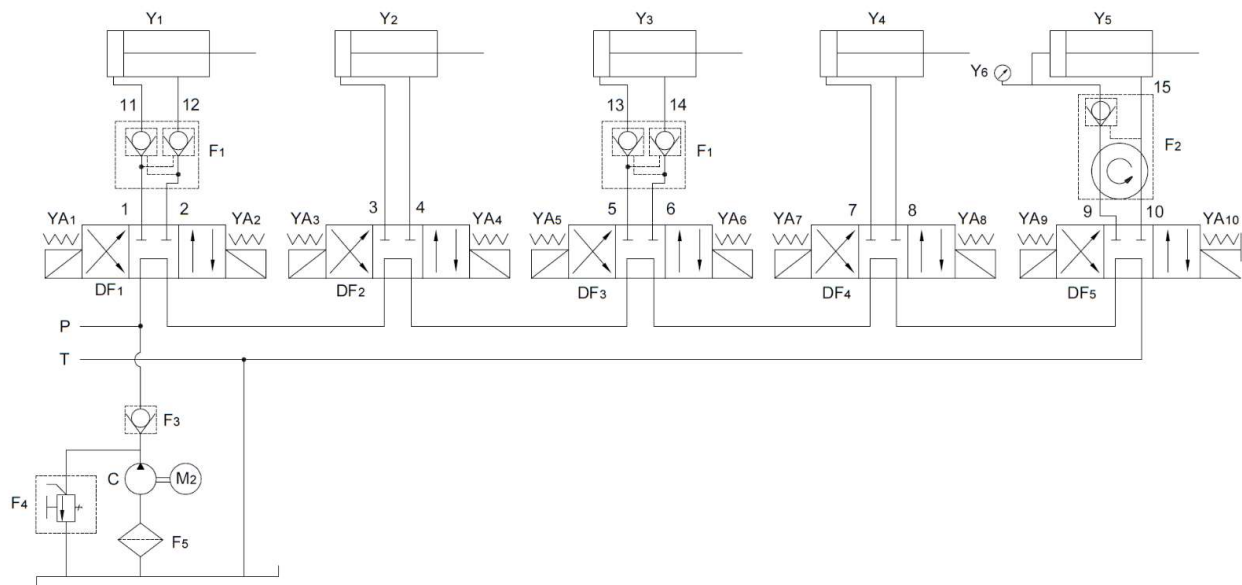 Y1 Y2 Y3 Y4 Y5
Y6
11 12 13 14 15
F1 F1 F2
1 2 3 4 5 6 7 8 9 10
YA1 YA2 YA3 YA4 YA5 YA6 YA7 YA8 YA9 YA10
DF1 DF2 DF3 DF4 DF5
P
T
F3
C M2
F4
F5